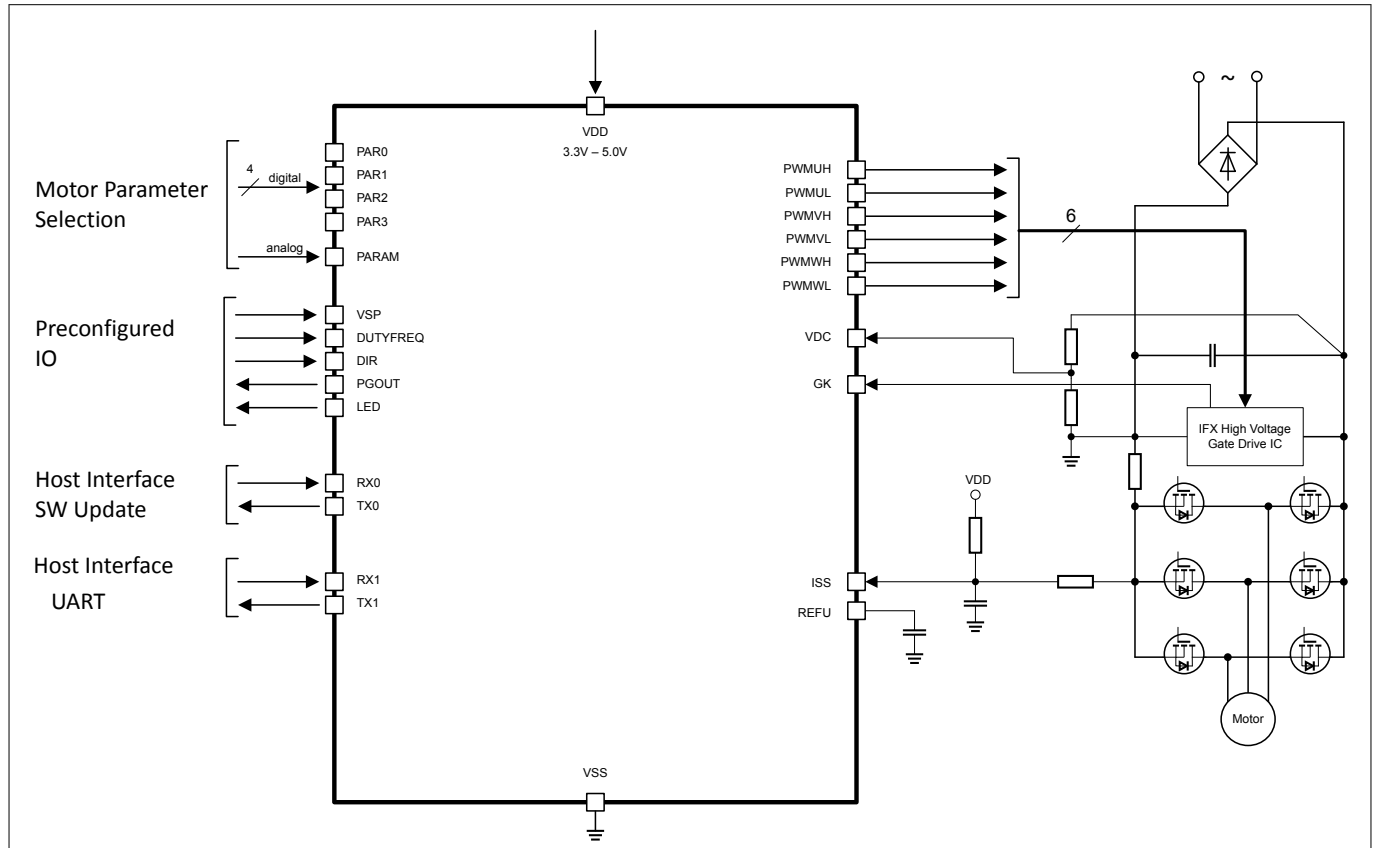 ~
VDD
3.3V – 5.0V
Motor Parameter
Selection
4
digital
analog
PAR0
PAR1
PAR2
PAR3
PARAM
Preconfigured
IO
VSP
DUTYFREQ
DIR
PGOUT
LED
Host Interface
SW Update
RX0
TX0
Host Interface
UART
RX1
TX1
PWMUH
PWMUL
PWMVH
PWMVL
PWMWH
PWMWL
6
VDC
GK
IFX High Voltage
Gate Drive IC
VDD
ISS
REFU
Motor
VSS